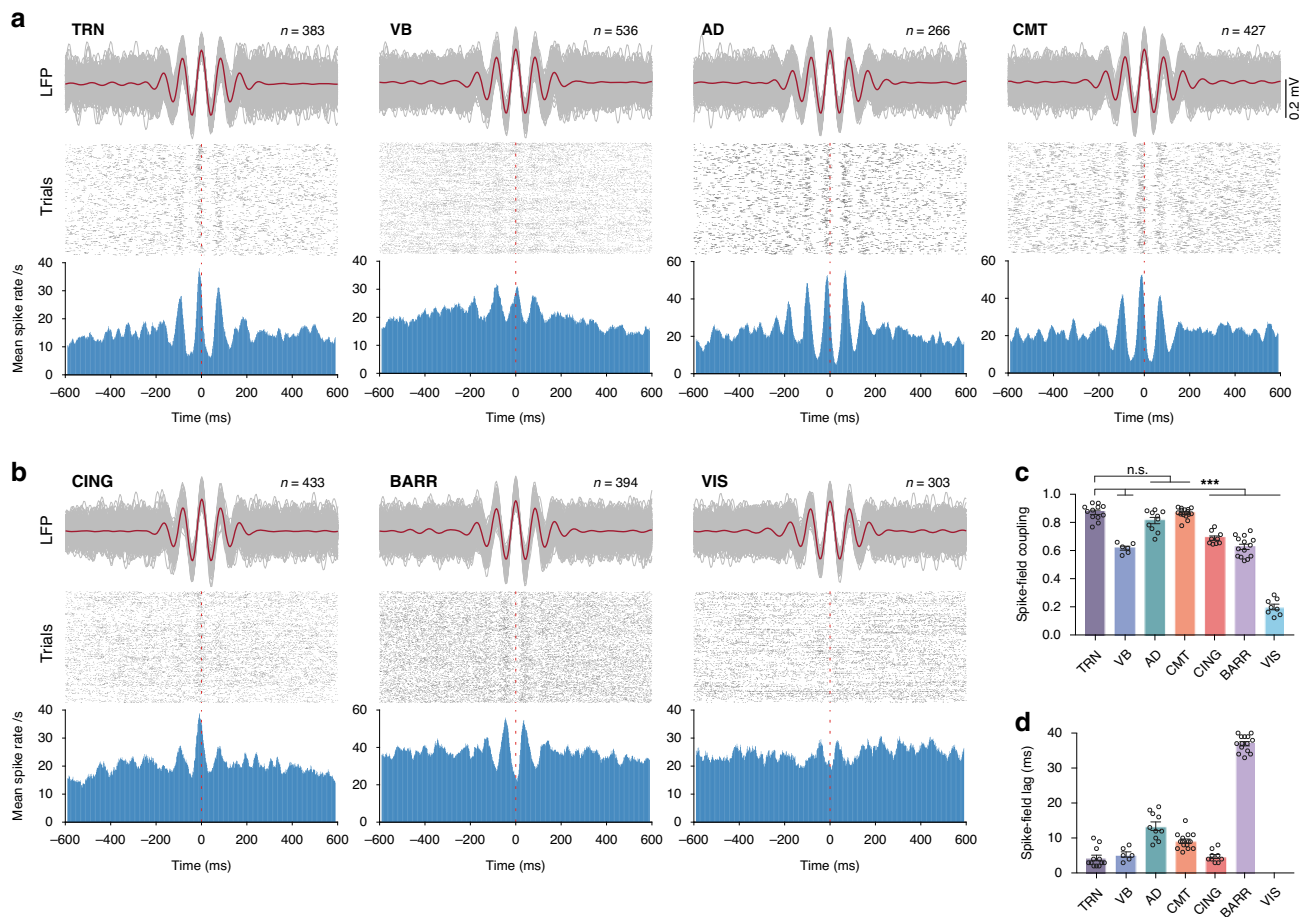 a
TRN n = 383 VB n = 536 AD n = 266 CMT n = 427
LFP
0.2 mV
Trials
Mean spike rate /s
40 40 60 60
30 30
40 40
20 20
20 20
10 10
0 0 0 0
–600 –400 –200 0 200 400 600 –600 –400 –200 0 200 400 600 –600 –400 –200 0 200 400 600 –600 –400 –200 0 200 400 600
Time (ms) Time (ms) Time (ms) Time (ms)
b
CING n = 433 BARR n = 394 VIS n = 303
LFP
Trials
Mean spike rate /s
40 60 40
30 30
40
20 20
20
10 10
0 0 0
–600 –400 –200 0 200 400 600 –600 –400 –200 0 200 400 600 –600 –400 –200 0 200 400 600
Time (ms) Time (ms) Time (ms)
c
n.s.
***
Spike-field coupling
1.0
0.8
0.6
0.4
0.2
0.0
TRN VB AD CMT CING BARR VIS
d
Spike-field lag (ms)
40
30
20
10
0
TRN VB AD CMT CING BARR VIS